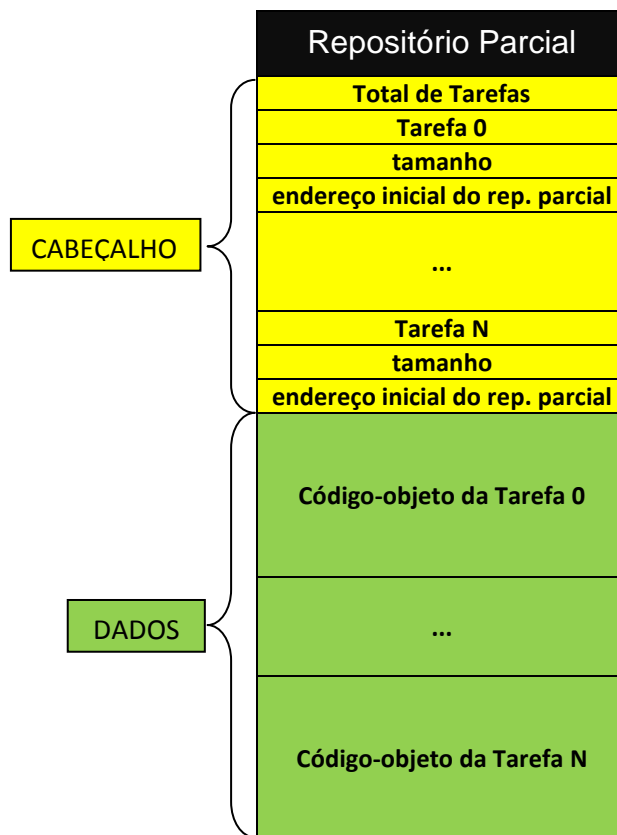 Repositório Parcial
Total de Tarefas
Tarefa 0
tamanho
endereço inicial do rep. parcial
CABEÇALHO
...
Tarefa N
tamanho
endereço inicial do rep. parcial
Código-objeto da Tarefa 0
DADOS
...
Código-objeto da Tarefa N